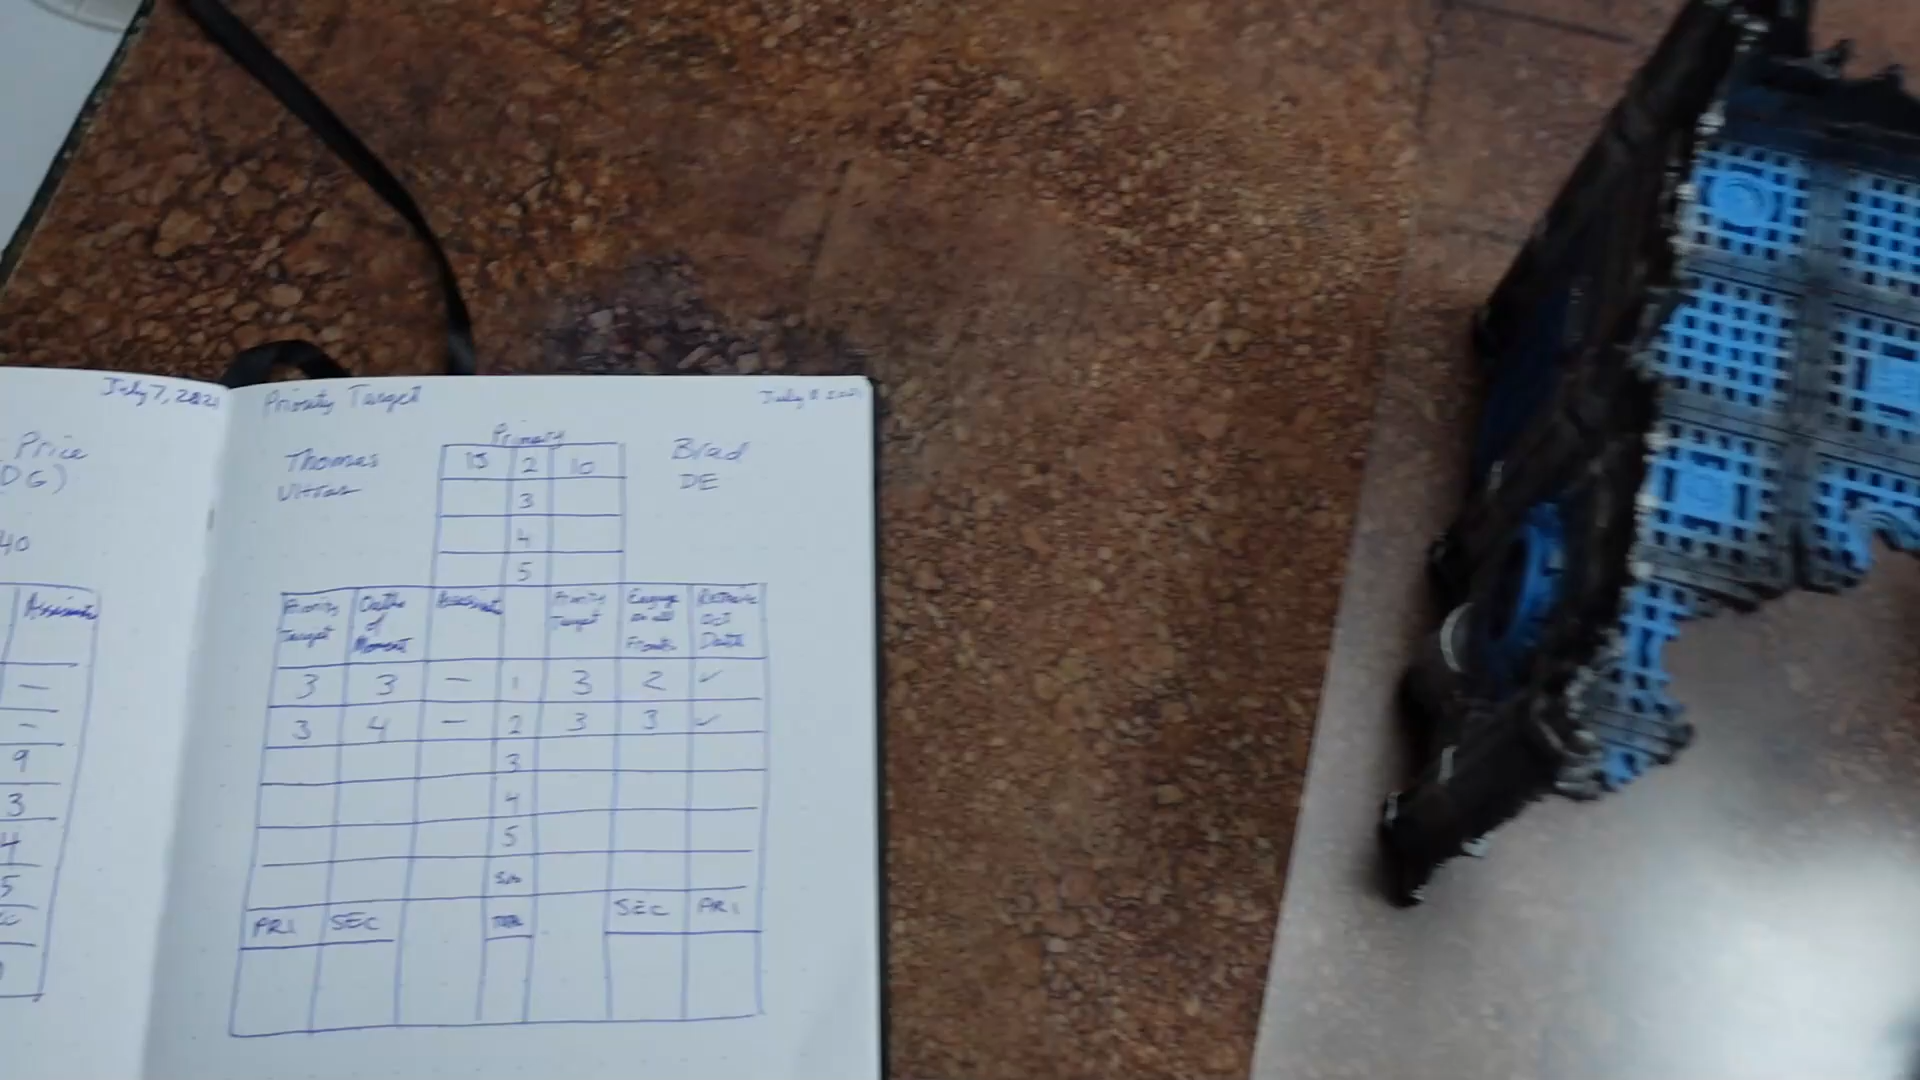 July 7, 2021
Price
(DG)
40
Assassinate
—
—
9
3
4
5
Priority Target
July 8 2021
Thomas
Ultras
Brad
DE
Primary
15 2 10
3
4
5
Priority Target
Oaths of Moment
Assassinate
Priority Target
Engage on all Fronts
Retrieve Oct Data
3 3 — 1 3 2 ✓
3 4 — 2 3 3 ✓
3
4
5
Sub
PRI SEC SEC PRI